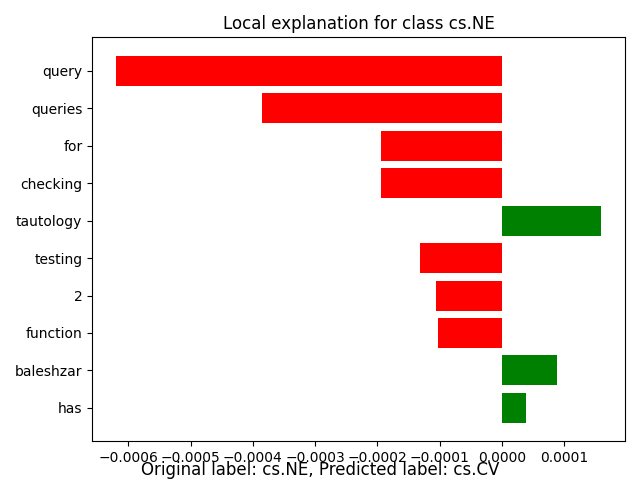 Local explanation for class cs.NE
query
queries
for
checking
tautology
testing
2
function
baleshzar
has
−0.0006 −0.0005 −0.0004 −0.0003 −0.0002 −0.0001 0.0000 0.0001
Original label: cs.NE, Predicted label: cs.CV